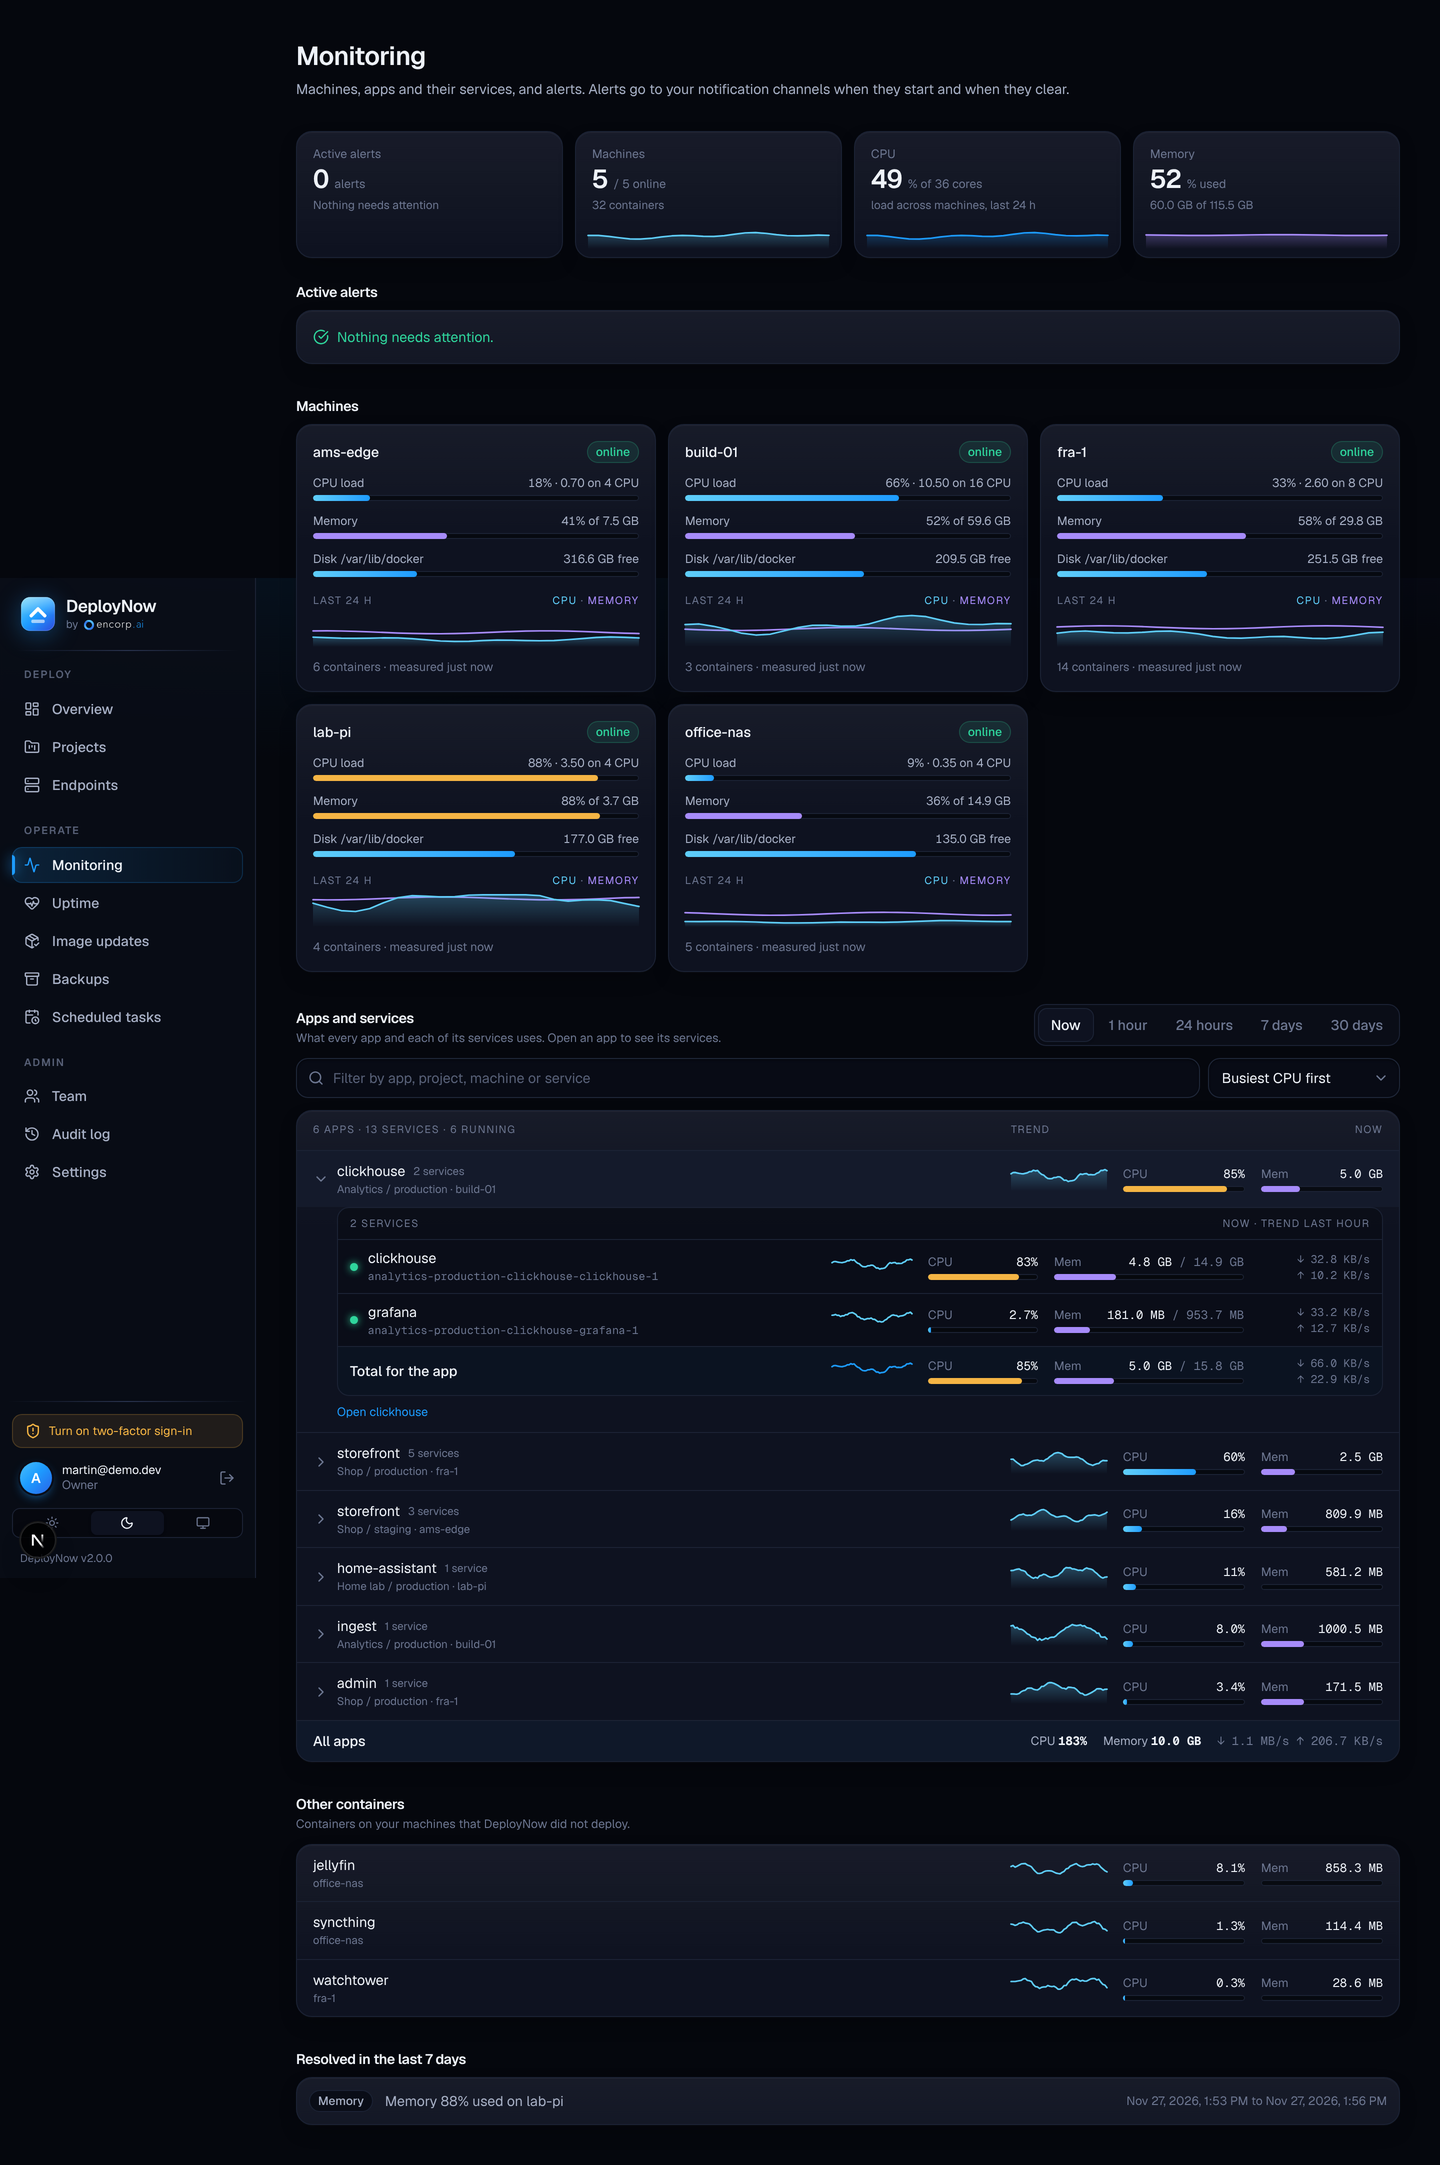 Monitoring
Machines, apps and their services, and alerts. Alerts go to your notification channels when they start and when they clear.
Active alerts
0 alerts
Nothing needs attention
Machines
5 / 5 online
32 containers
CPU
49 % of 36 cores
load across machines, last 24 h
Memory
52 % used
60.0 GB of 115.5 GB
Active alerts
Nothing needs attention.
Machines
ams-edge online
CPU load 18% · 0.70 on 4 CPU
Memory 41% of 7.5 GB
Disk /var/lib/docker 316.6 GB free
LAST 24 H CPU · MEMORY
6 containers · measured just now
build-01 online
CPU load 66% · 10.50 on 16 CPU
Memory 52% of 59.6 GB
Disk /var/lib/docker 209.5 GB free
LAST 24 H CPU · MEMORY
3 containers · measured just now
fra-1 online
CPU load 33% · 2.60 on 8 CPU
Memory 58% of 29.8 GB
Disk /var/lib/docker 251.5 GB free
LAST 24 H CPU · MEMORY
14 containers · measured just now
lab-pi online
CPU load 88% · 3.50 on 4 CPU
Memory 88% of 3.7 GB
Disk /var/lib/docker 177.0 GB free
LAST 24 H CPU · MEMORY
4 containers · measured just now
office-nas online
CPU load 9% · 0.35 on 4 CPU
Memory 36% of 14.9 GB
Disk /var/lib/docker 135.0 GB free
LAST 24 H CPU · MEMORY
5 containers · measured just now
DeployNow
by encorp.ai
DEPLOY
Overview
Projects
Endpoints
OPERATE
Monitoring
Uptime
Image updates
Backups
Scheduled tasks
ADMIN
Team
Audit log
Settings
Turn on two-factor sign-in
A
martin@demo.dev
Owner
N
DeployNow v2.0.0
Apps and services
What every app and each of its services uses. Open an app to see its services.
Now 1 hour 24 hours 7 days 30 days
Filter by app, project, machine or service
Busiest CPU first
6 APPS · 13 SERVICES · 6 RUNNING TREND NOW
clickhouse 2 services
Analytics / production · build-01
CPU 85% Mem 5.0 GB
2 SERVICES NOW · TREND LAST HOUR
clickhouse
analytics-production-clickhouse-clickhouse-1
CPU 83% Mem 4.8 GB / 14.9 GB
↓ 32.8 KB/s
↑ 10.2 KB/s
grafana
analytics-production-clickhouse-grafana-1
CPU 2.7% Mem 181.0 MB / 953.7 MB
↓ 33.2 KB/s
↑ 12.7 KB/s
Total for the app
CPU 85% Mem 5.0 GB / 15.8 GB
↓ 66.0 KB/s
↑ 22.9 KB/s
Open clickhouse
storefront 5 services
Shop / production · fra-1
CPU 60% Mem 2.5 GB
storefront 3 services
Shop / staging · ams-edge
CPU 16% Mem 809.9 MB
home-assistant 1 service
Home lab / production · lab-pi
CPU 11% Mem 581.2 MB
ingest 1 service
Analytics / production · build-01
CPU 8.0% Mem 1000.5 MB
admin 1 service
Shop / production · fra-1
CPU 3.4% Mem 171.5 MB
All apps CPU 183% Memory 10.0 GB ↓ 1.1 MB/s ↑ 206.7 KB/s
Other containers
Containers on your machines that DeployNow did not deploy.
jellyfin
office-nas
CPU 8.1% Mem 858.3 MB
syncthing
office-nas
CPU 1.3% Mem 114.4 MB
watchtower
fra-1
CPU 0.3% Mem 28.6 MB
Resolved in the last 7 days
Memory Memory 88% used on lab-pi Nov 27, 2026, 1:53 PM to Nov 27, 2026, 1:56 PM